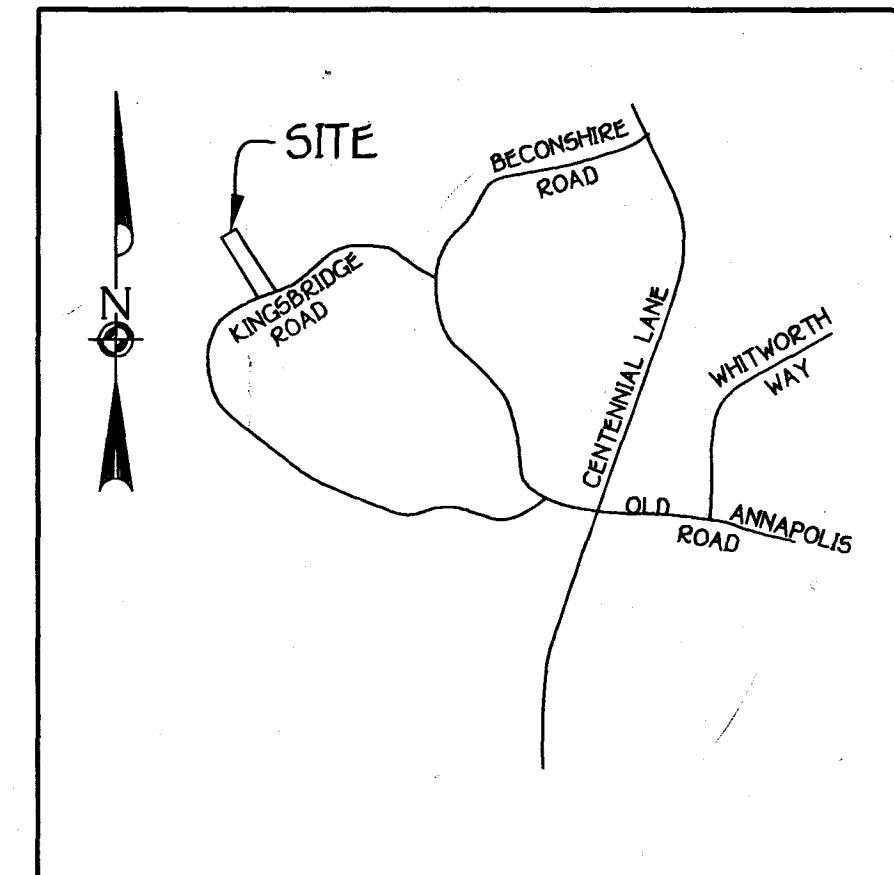 SITE
BECONSHIRE
ROAD
N
KINGSBRIDGE
ROAD
CENTENNIAL LANE
WHITWORTH
WAY
OLD ANNAPOLIS
ROAD